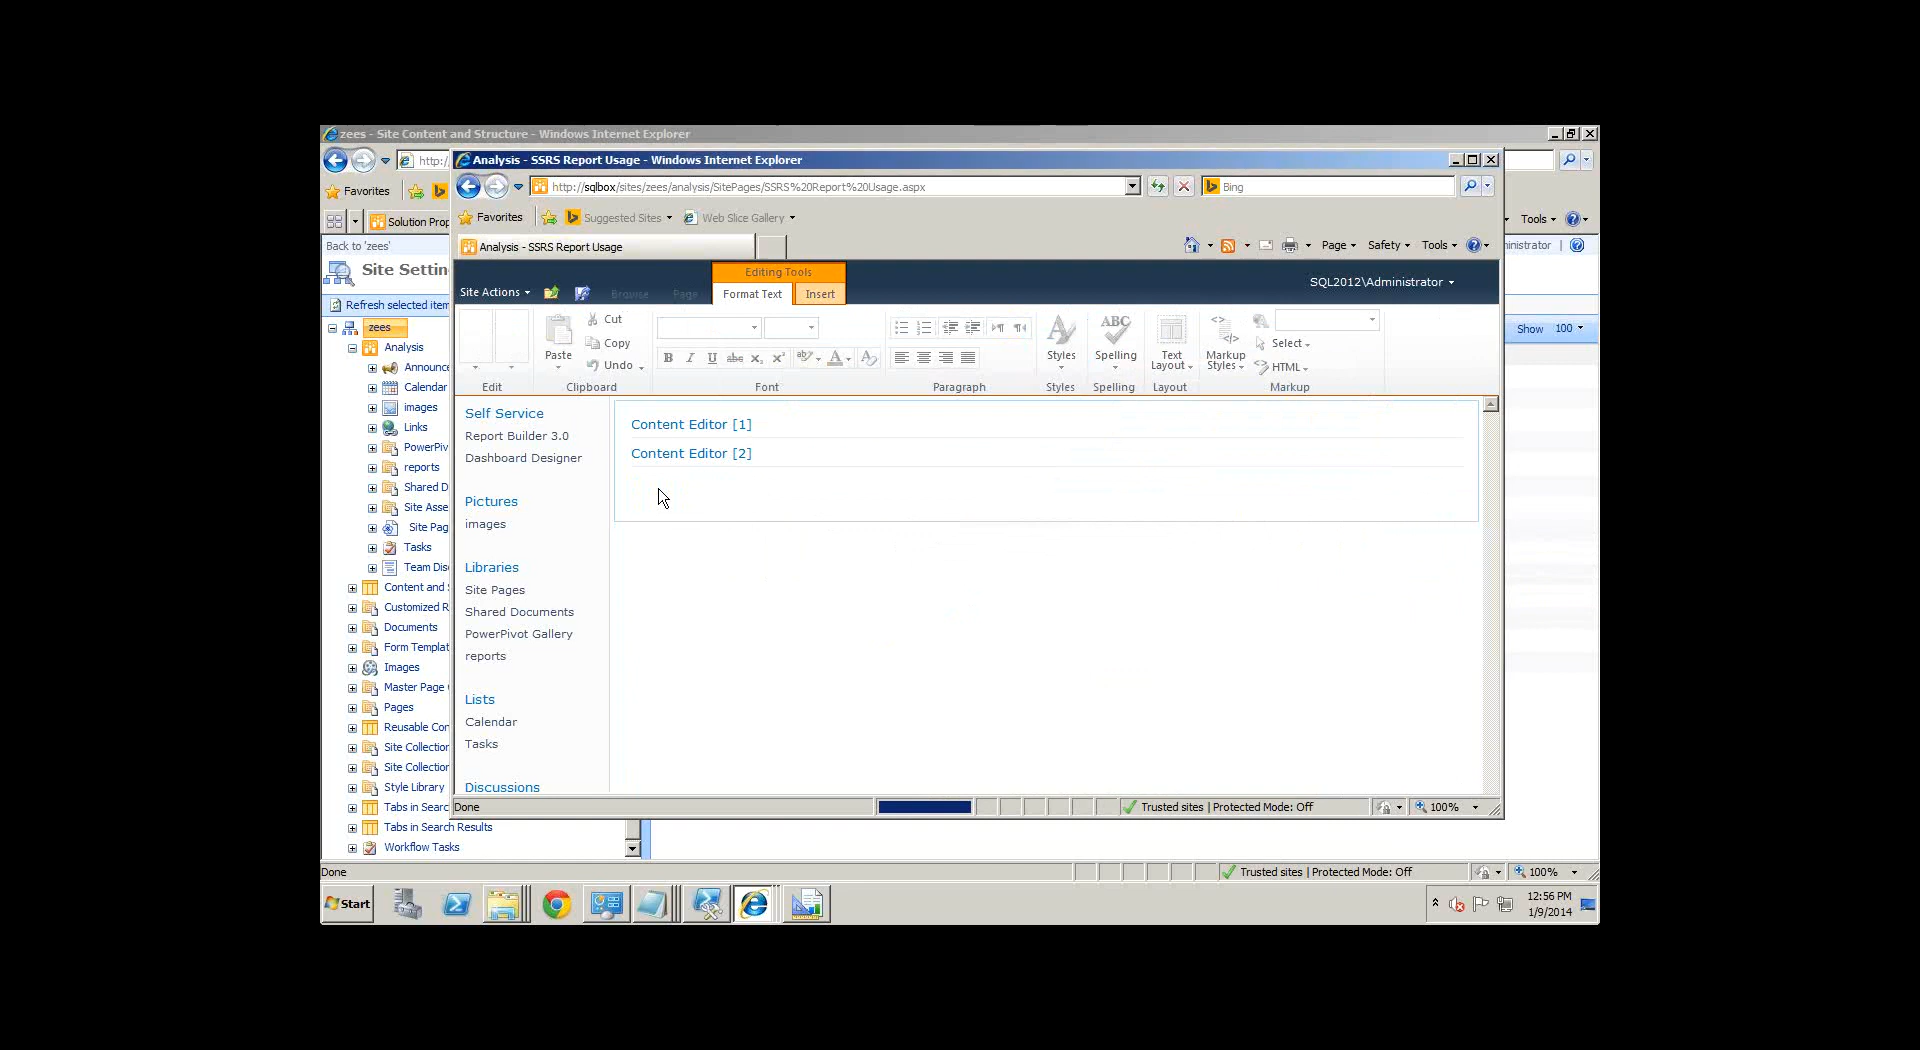 zees - Site Content and Structure - Windows Internet Explorer
http:/
Analysis - SSRS Report Usage - Windows Internet Explorer
http://sqlbox/sites/zees/analysis/SitePages/SSRS%20Report%20Usage.aspx
Bing
Favorites
Favorites
Suggested Sites
Web Slice Gallery
Solution Prop
Analysis - SSRS Report Usage
Page
Safety
Tools
Tools
Back to 'zees'
Site Settin
ninistrator
Editing Tools
Site Actions
Browse
Page
Format Text
Insert
SQL2012\Administrator
Refresh selected item
Show 100
Paste
Cut
Copy
Undo
B I U abc
Styles
ABC
Spelling
Text
Layout
Markup
Styles
Select
HTML
Edit
Clipboard
Font
Paragraph
Styles
Spelling
Layout
Markup
zees
Analysis
Announce
Calendar
images
Links
PowerPiv
reports
Shared D
Site Asse
Site Pag
Tasks
Team Dis
Content and S
Customized R
Documents
Form Templat
Images
Master Page
Pages
Reusable Con
Site Collection
Site Collection
Style Library
Tabs in Searc
Tabs in Search Results
Workflow Tasks
Self Service
Report Builder 3.0
Dashboard Designer
Pictures
images
Libraries
Site Pages
Shared Documents
PowerPivot Gallery
reports
Lists
Calendar
Tasks
Discussions
Content Editor [1]
Content Editor [2]
Done
Trusted sites | Protected Mode: Off
100%
Done
Trusted sites | Protected Mode: Off
100%
Start
12:56 PM
1/9/2014